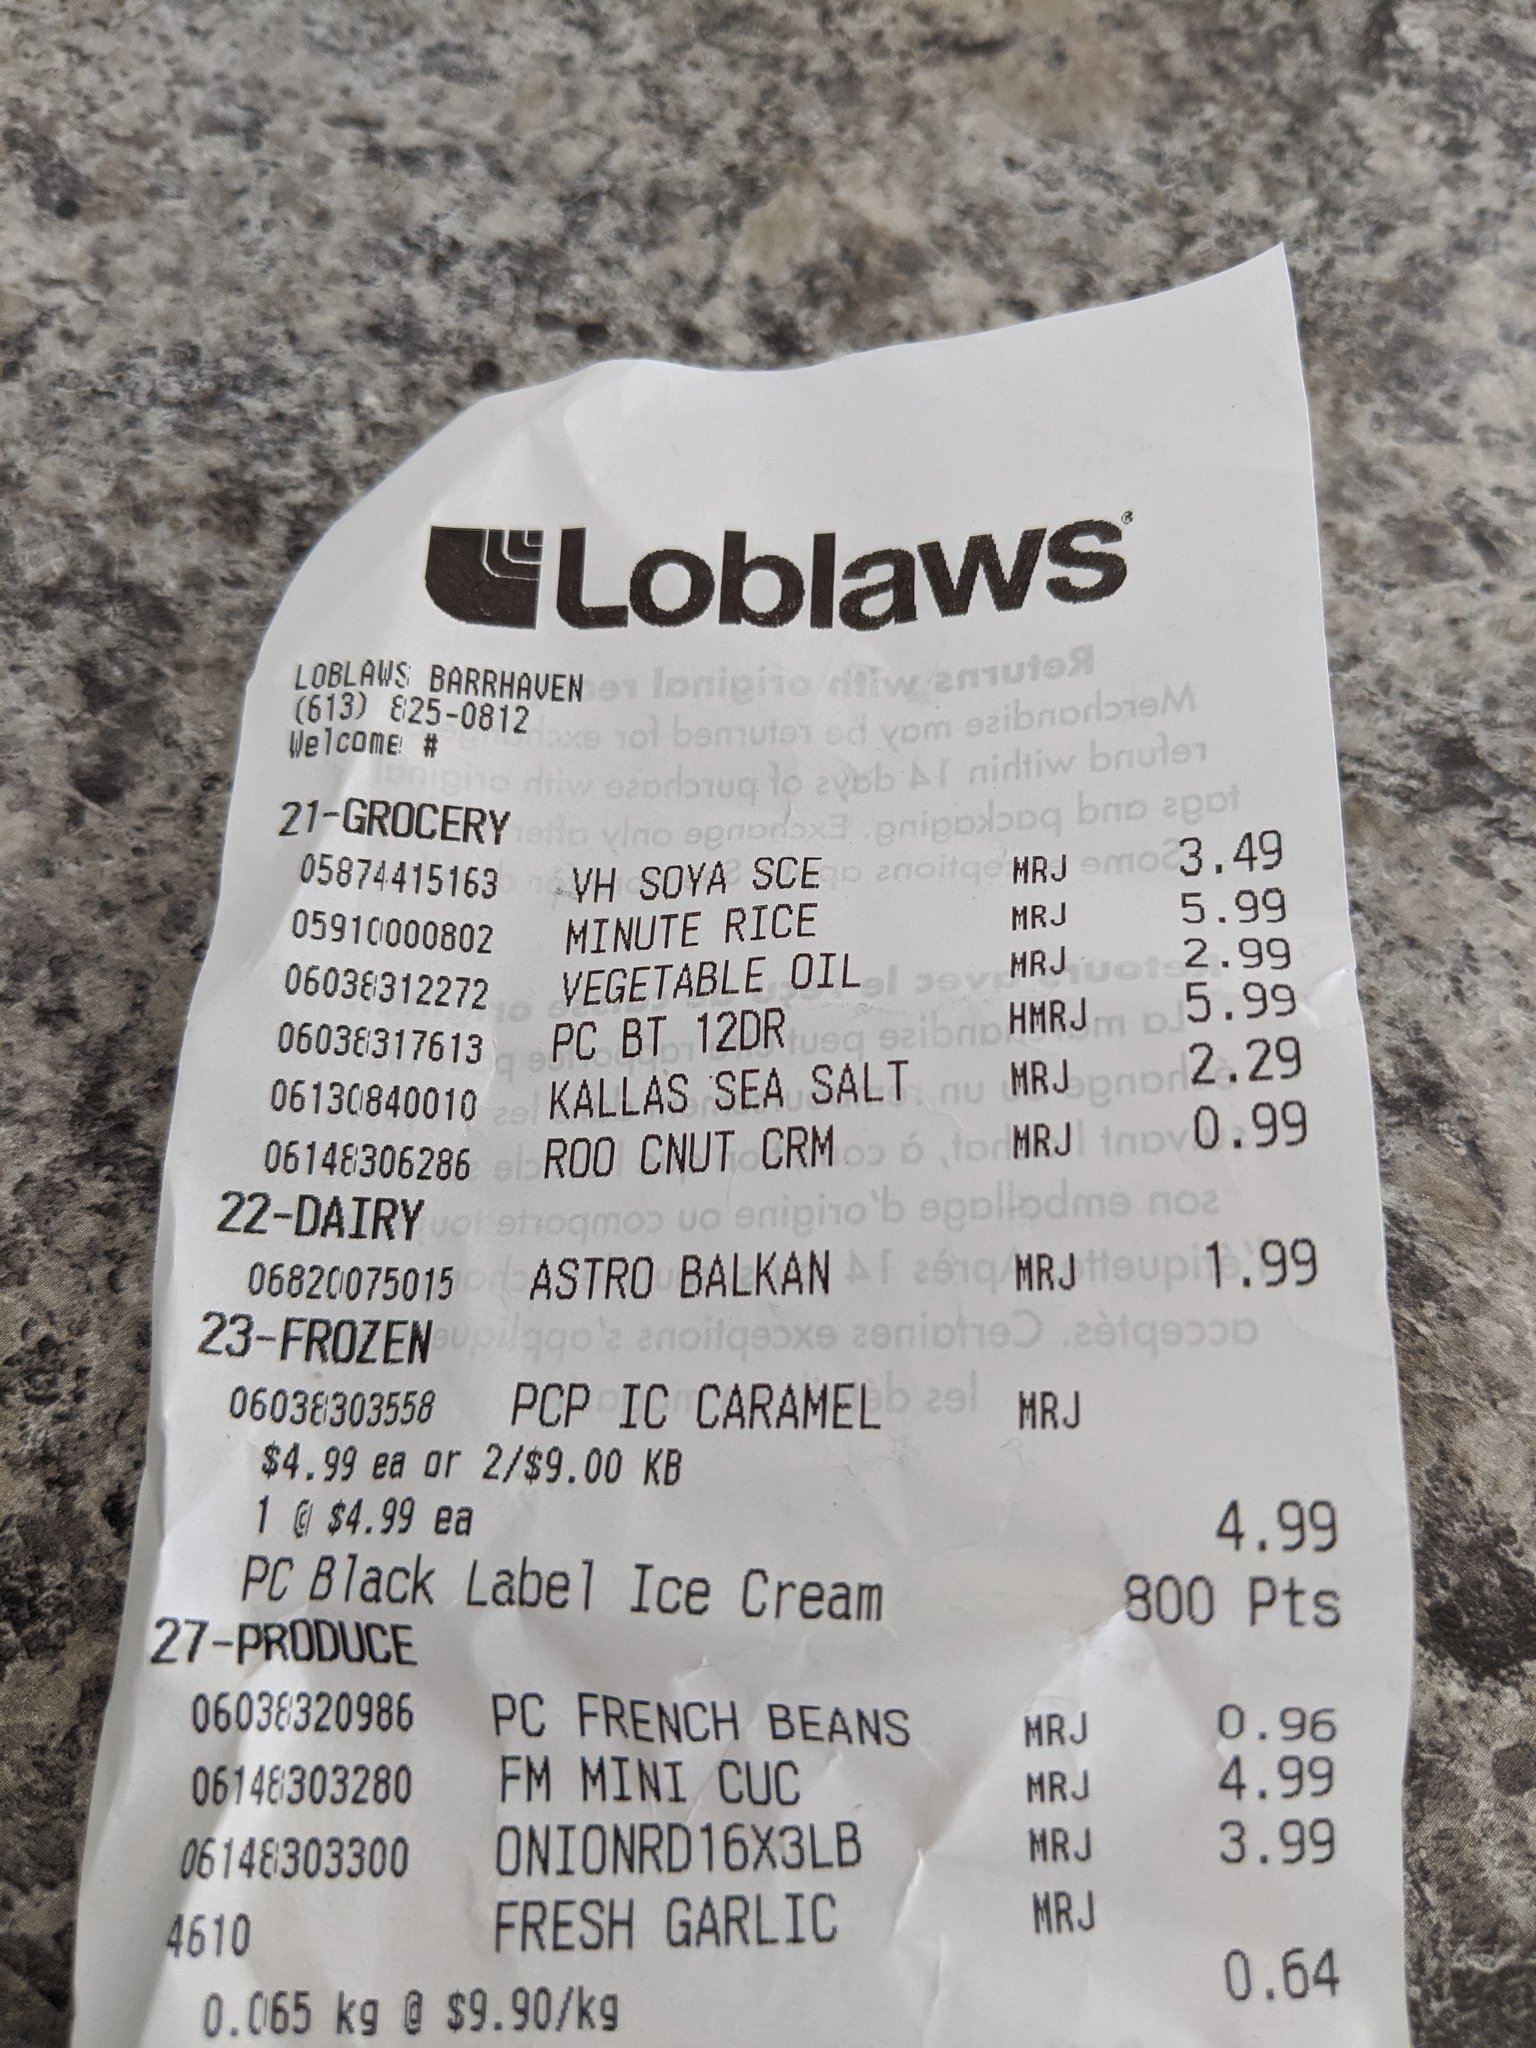 Loblaws®
LOBLAWS BARRHAVEN
(613) 825-0812
Welcome #
21-GROCERY
05874415163 VH SOYA SCE MRJ 3.49
05910000802 MINUTE RICE MRJ 5.99
06038312272 VEGETABLE OIL MRJ 2.99
06038317613 PC BT 12DR HMRJ 5.99
06130840010 KALLAS SEA SALT MRJ 2.29
06148306286 ROO CNUT CRM MRJ 0.99
22-DAIRY
06820075015 ASTRO BALKAN MRJ 1.99
23-FROZEN
06038303558 PCP IC CARAMEL MRJ
$4.99 ea or 2/$9.00 KB
1 @ $4.99 ea 4.99
PC Black Label Ice Cream 800 Pts
27-PRODUCE
06038320986 PC FRENCH BEANS MRJ 0.96
06148303280 FM MINI CUC MRJ 4.99
06148303300 ONIONRD16X3LB MRJ 3.99
4610 FRESH GARLIC MRJ
0.065 kg @ $9.90/kg 0.64